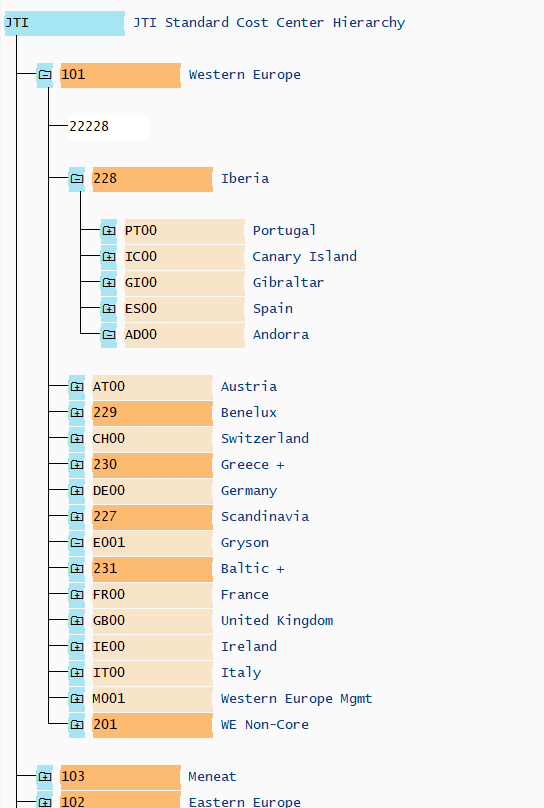 JTI JTI Standard Cost Center Hierarchy
101 Western Europe
22228
228 Iberia
PT00 Portugal
IC00 Canary Island
GI00 Gibraltar
ES00 Spain
AD00 Andorra
AT00 Austria
229 Benelux
CH00 Switzerland
230 Greece +
DE00 Germany
227 Scandinavia
E001 Gryson
231 Baltic +
FR00 France
GB00 United Kingdom
IE00 Ireland
IT00 Italy
M001 Western Europe Mgmt
201 WE Non-Core
103 Meneat
102 Eastern Europe